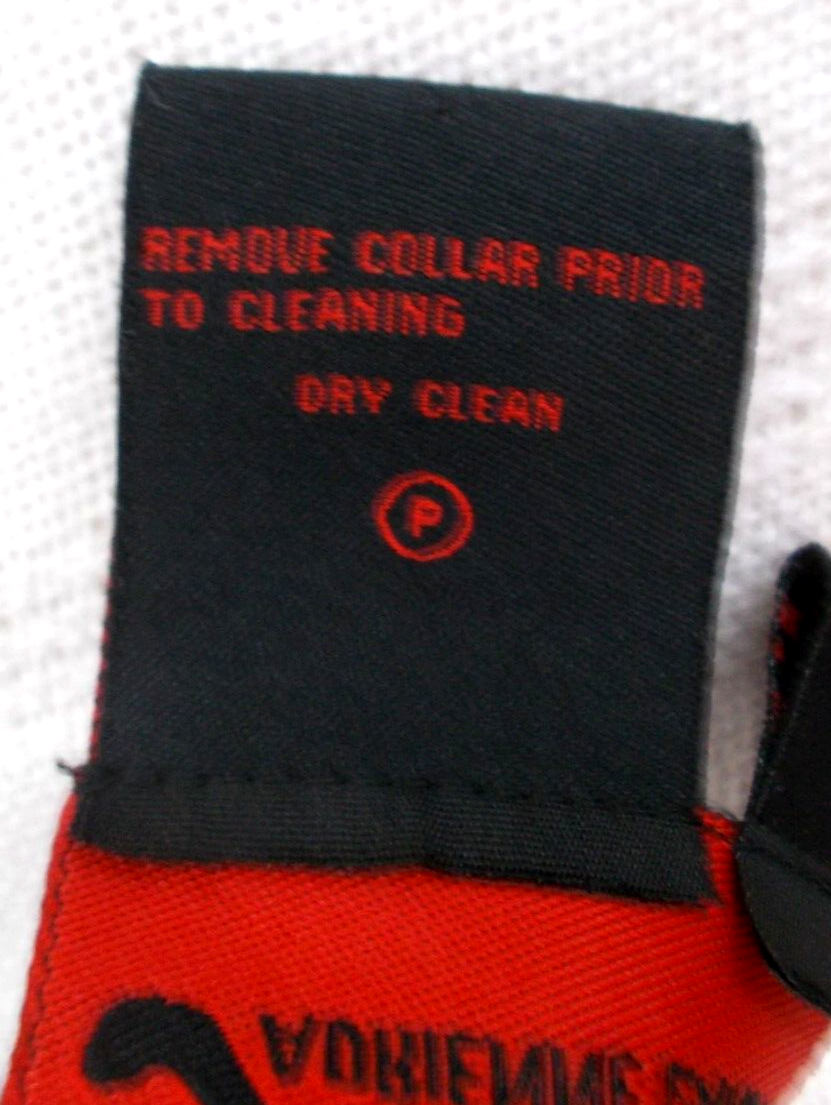 REMOVE COLLAR PRIOR
TO CLEANING
DRY CLEAN
P
ADRIENNE